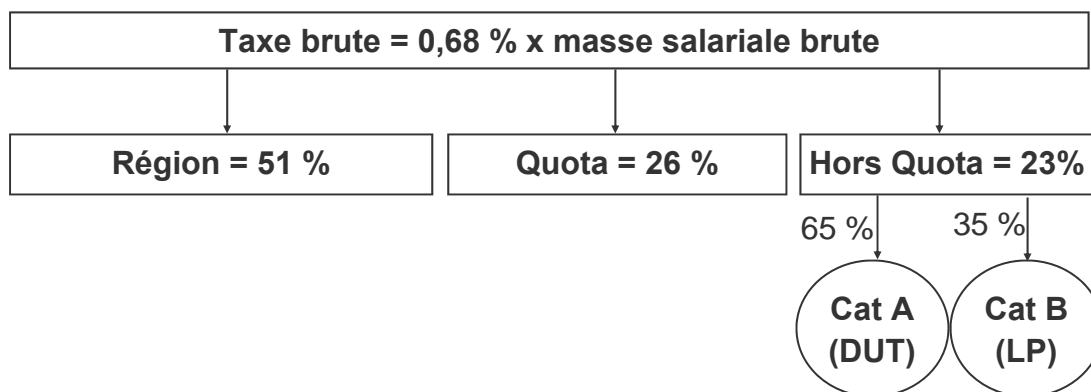 Taxe brute = 0,68 % x masse salariale brute
Région = 51 %
Quota = 26 %
Hors Quota = 23%
65 %
35 %
Cat A
(DUT)
Cat B
(LP)